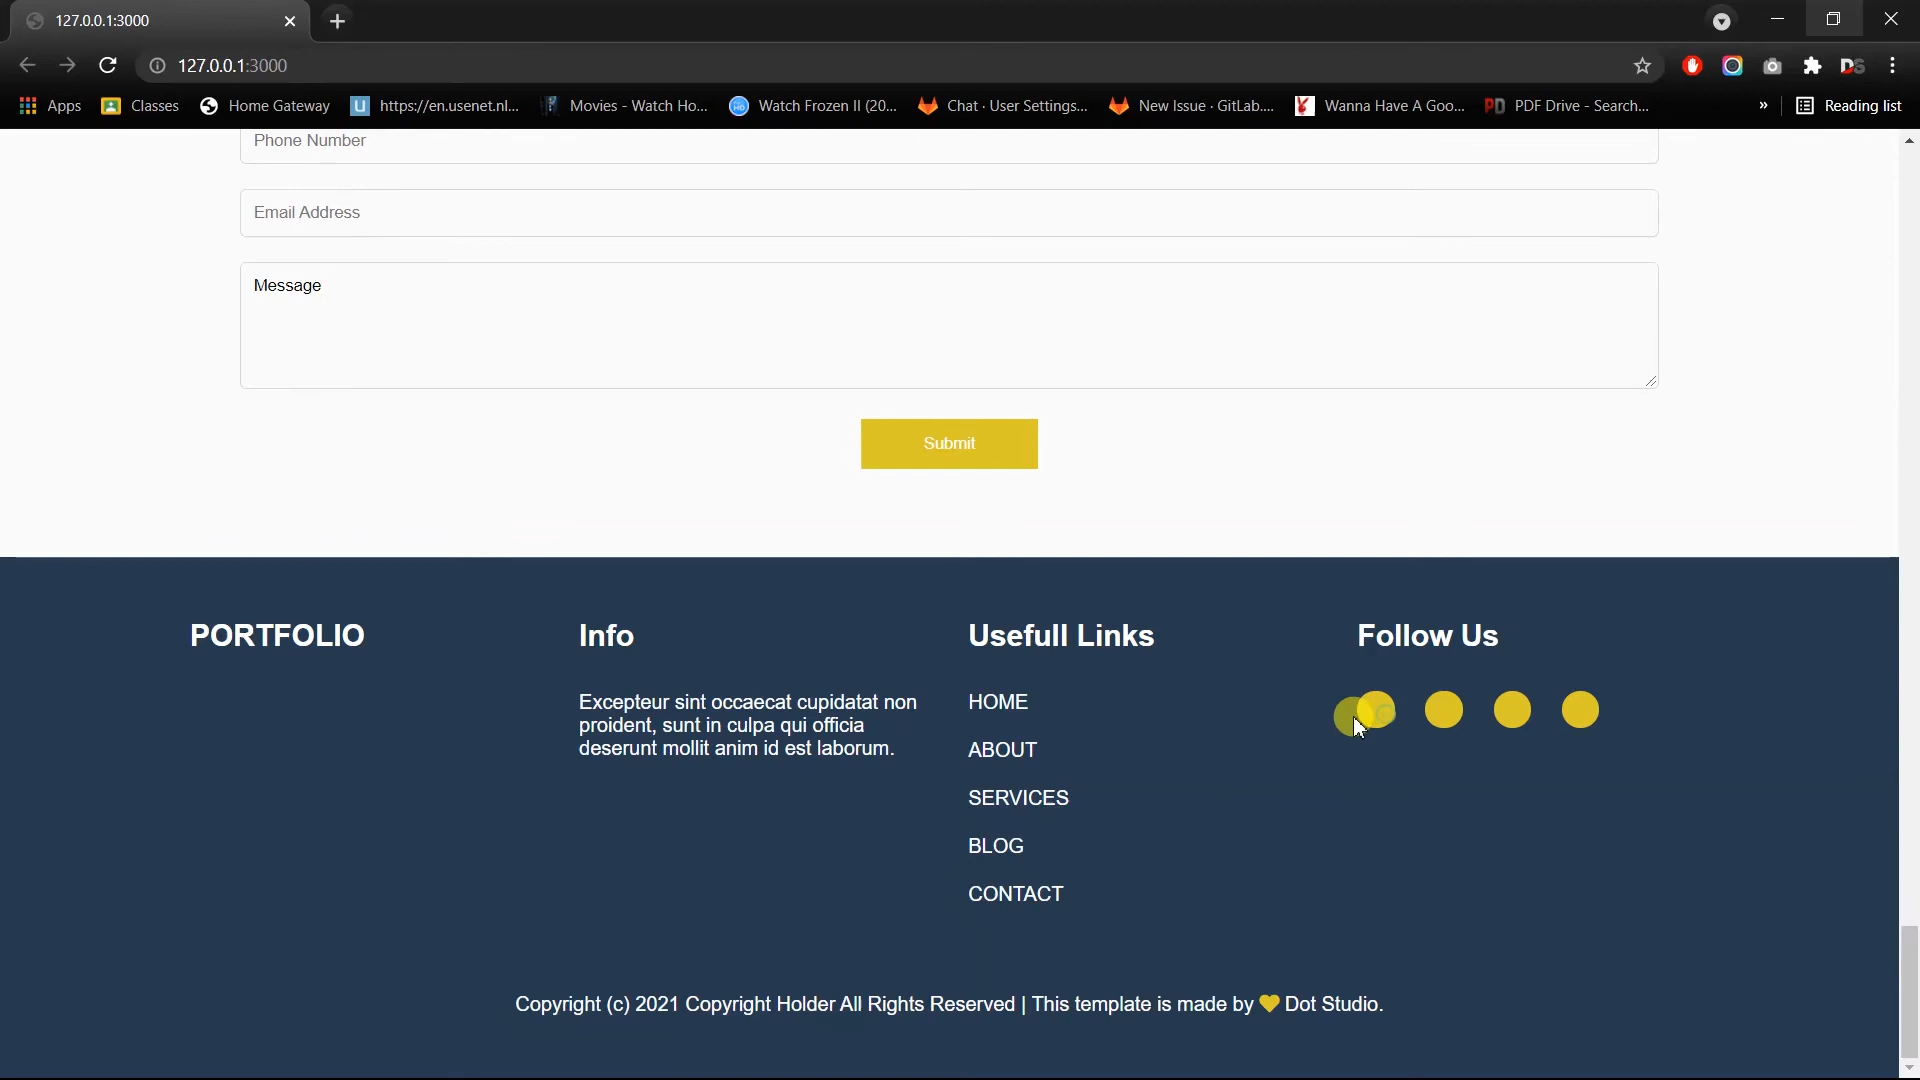 127.0.0.1:3000
127.0.0.1:3000
Apps Classes Home Gateway https://en.usenet.nl... Movies - Watch Ho... Watch Frozen II (20... Chat · User Settings... New Issue · GitLab.... Wanna Have A Goo... PDF Drive - Search... » Reading list
Phone Number
Email Address
Message
Submit
PORTFOLIO
Info
Excepteur sint occaecat cupidatat non
proident, sunt in culpa qui officia
deserunt mollit anim id est laborum.
Usefull Links
HOME
ABOUT
SERVICES
BLOG
CONTACT
Follow Us
Copyright (c) 2021 Copyright Holder All Rights Reserved | This template is made by 💛 Dot Studio.